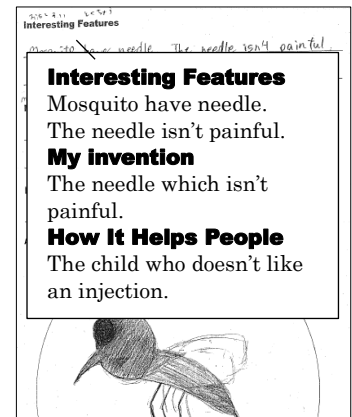 Interesting Features
Mosquito have needle. The needle isn't painful.
Interesting Features
Mosquito have needle.
The needle isn't painful.
My invention
The needle which isn't
painful.
How It Helps People
The child who doesn't like
an injection.